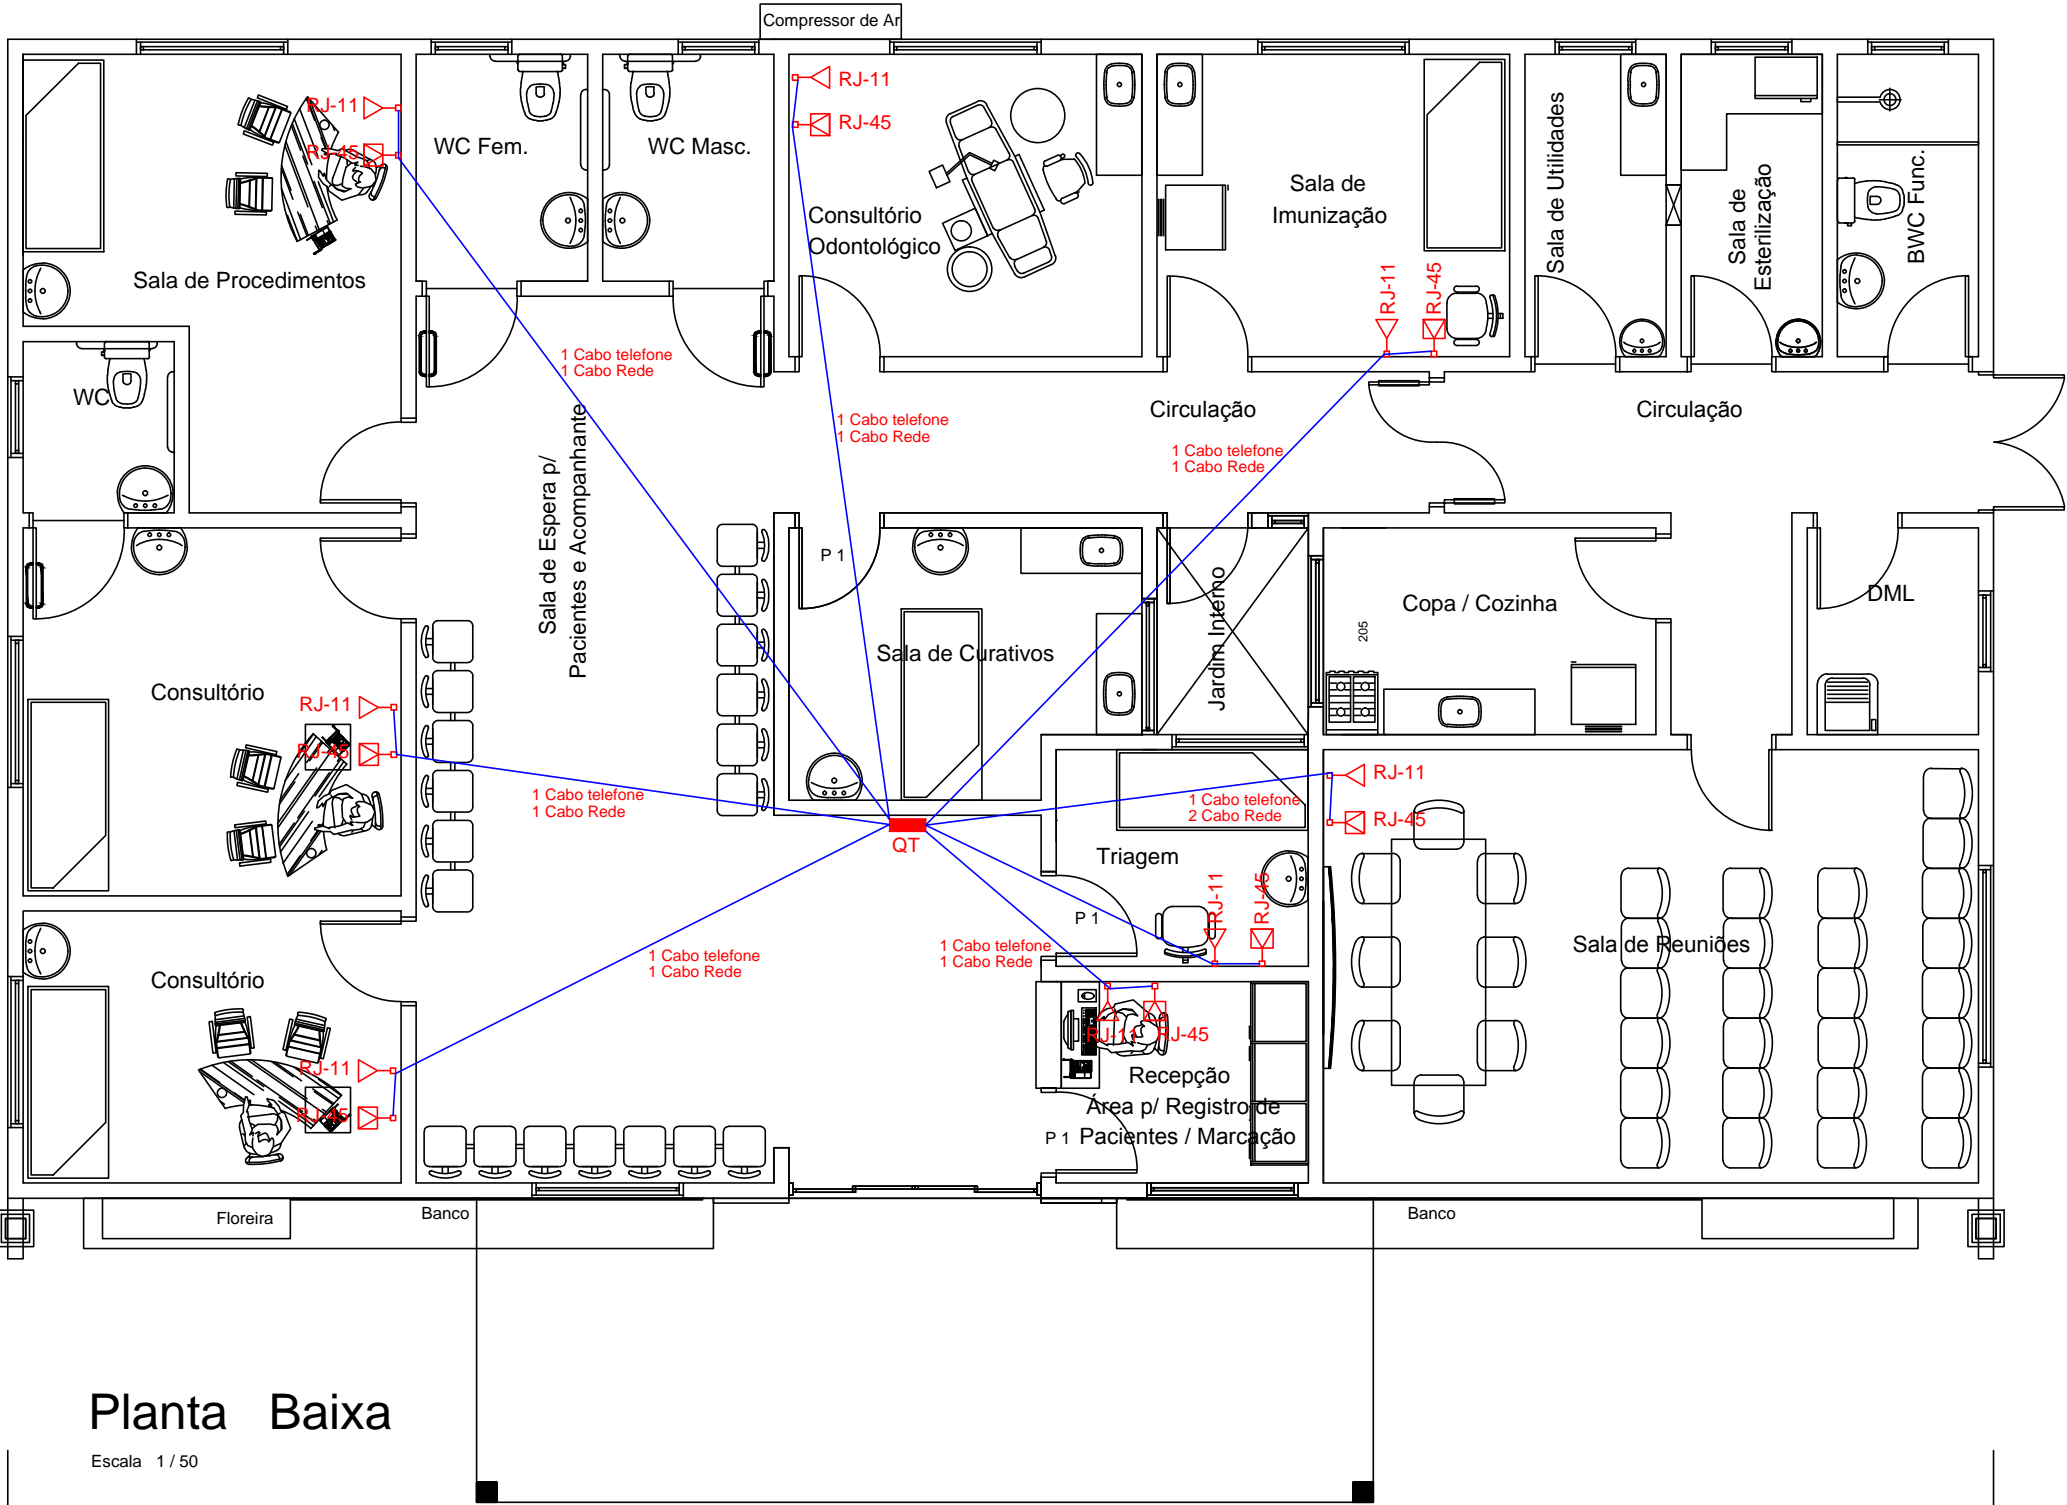 Compressor de Ar
RJ-11
RJ-45
Sala de Procedimentos
WC Fem.
WC Masc.
RJ-11
RJ-45
Consultório
Odontológico
Sala de
Imunização
RJ-11
RJ-45
Sala de Utilidades
Sala de
Esterilização
BWC Func.
WC
1 Cabo telefone
1 Cabo Rede
1 Cabo telefone
1 Cabo Rede
Circulação
1 Cabo telefone
1 Cabo Rede
Circulação
Sala de Espera p/
Pacientes e Acompanhante
P 1
Sala de Curativos
Jardim Interno
Copa / Cozinha
205
DML
Consultório
RJ-11
RJ-45
1 Cabo telefone
1 Cabo Rede
QT
1 Cabo telefone
2 Cabo Rede
RJ-11
RJ-45
Triagem
RJ-11
RJ-45
P 1
Sala de Reuniões
Consultório
RJ-11
RJ-45
1 Cabo telefone
1 Cabo Rede
1 Cabo telefone
1 Cabo Rede
RJ-11
RJ-45
Recepção
Área p/ Registro de
Pacientes / Marcação
P 1
Floreira
Banco
Banco
Planta Baixa
Escala 1 / 50